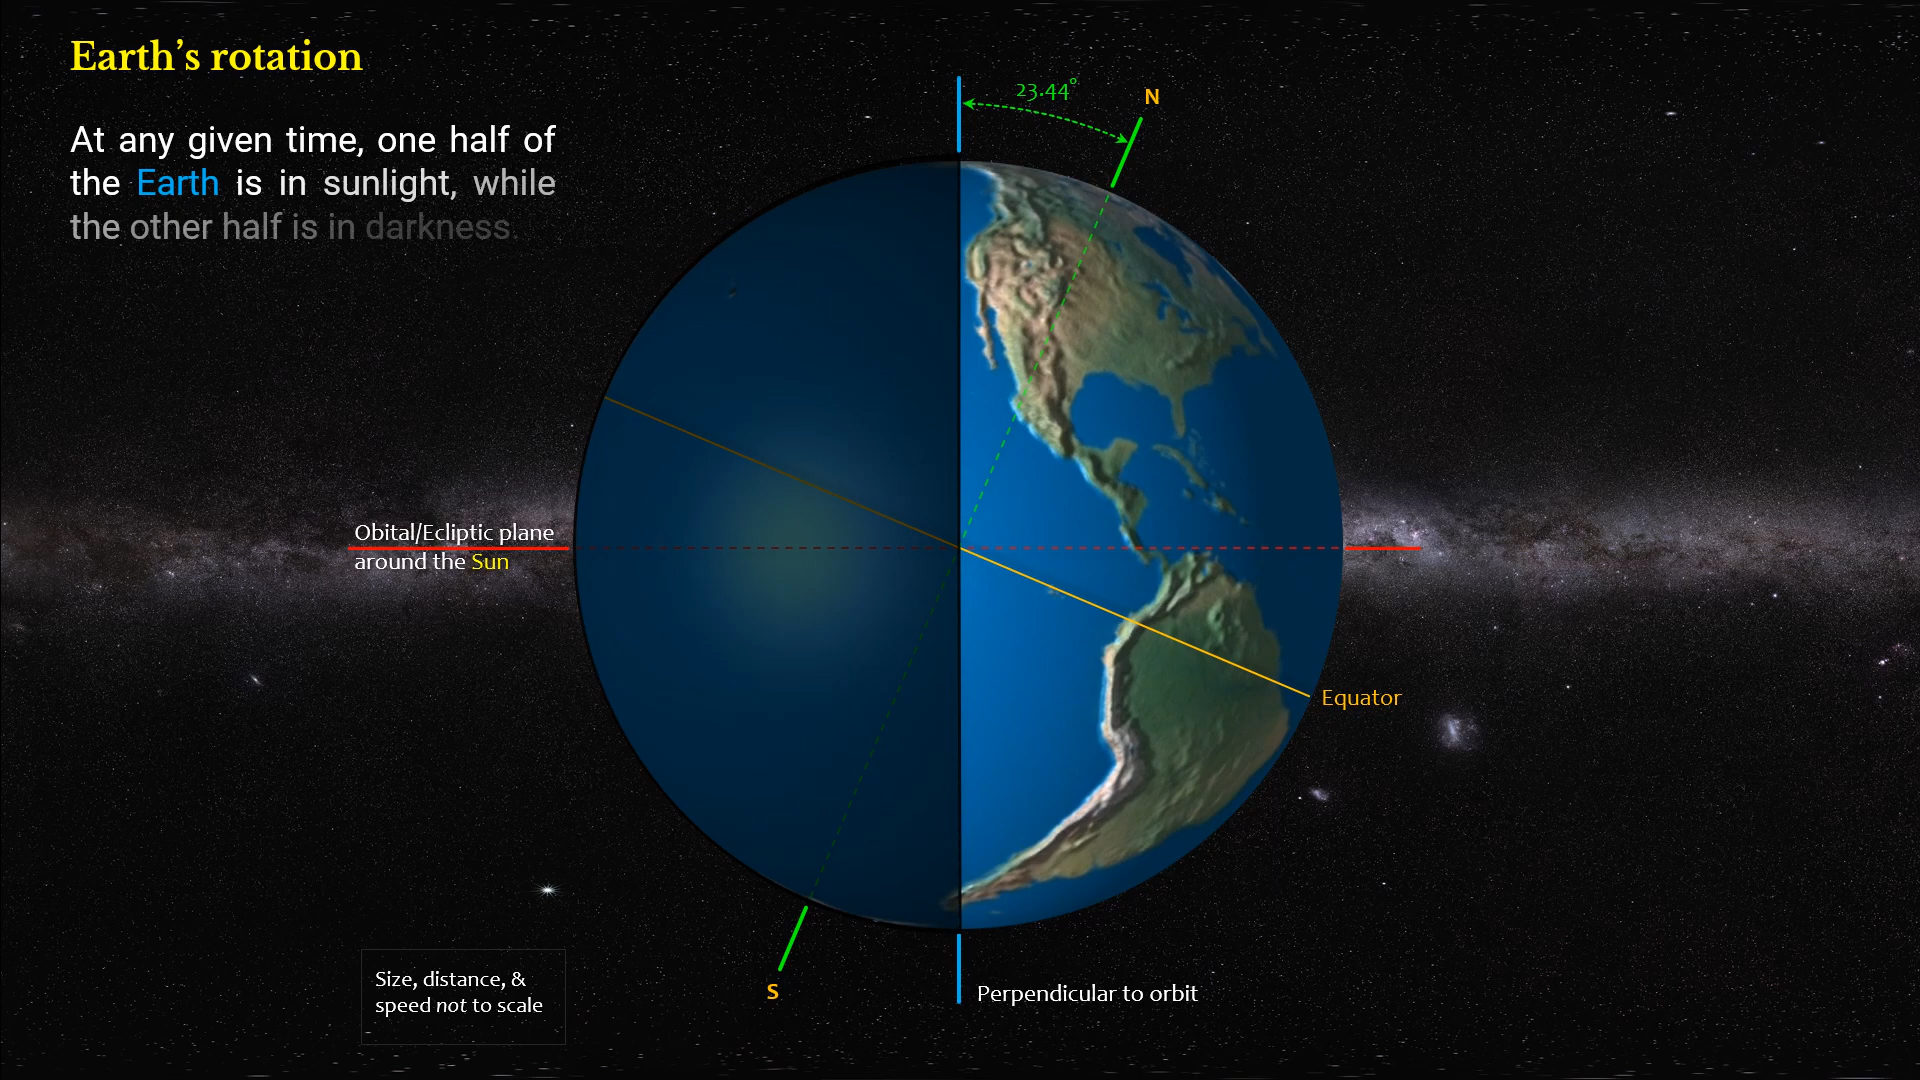 Earth’s rotation
At any given time, one half of
the Earth is in sunlight, while
the other half is in darkness.
23.44°
N
Obital/Ecliptic plane
around the Sun
Equator
Size, distance, &
speed not to scale
S
Perpendicular to orbit